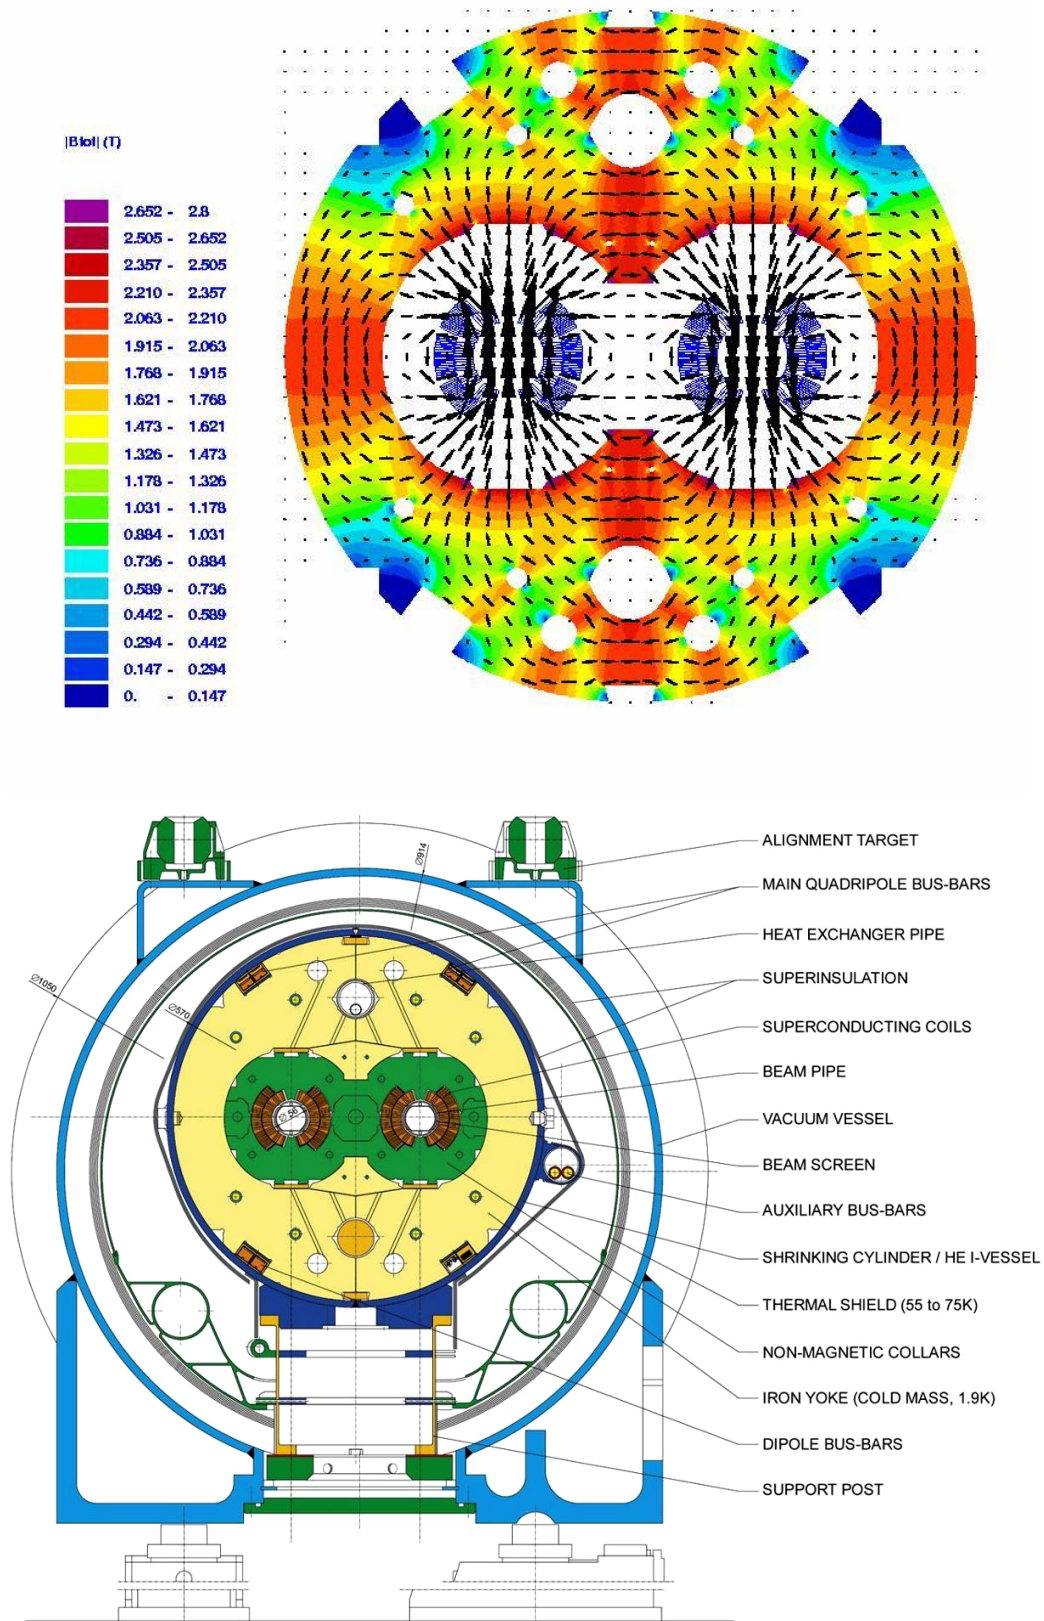 |Btot| (T)
2.652 - 2.8
2.505 - 2.652
2.357 - 2.505
2.210 - 2.357
2.063 - 2.210
1.915 - 2.063
1.768 - 1.915
1.621 - 1.768
1.473 - 1.621
1.326 - 1.473
1.178 - 1.326
1.031 - 1.178
0.884 - 1.031
0.736 - 0.884
0.589 - 0.736
0.442 - 0.589
0.294 - 0.442
0.147 - 0.294
0. - 0.147
ALIGNMENT TARGET
Ø914
MAIN QUADRIPOLE BUS-BARS
HEAT EXCHANGER PIPE
Ø1050
SUPERINSULATION
Ø570
SUPERCONDUCTING COILS
BEAM PIPE
Ø 56
VACUUM VESSEL
BEAM SCREEN
AUXILIARY BUS-BARS
SHRINKING CYLINDER / HE I-VESSEL
THERMAL SHIELD (55 to 75K)
NON-MAGNETIC COLLARS
IRON YOKE (COLD MASS, 1.9K)
DIPOLE BUS-BARS
SUPPORT POST